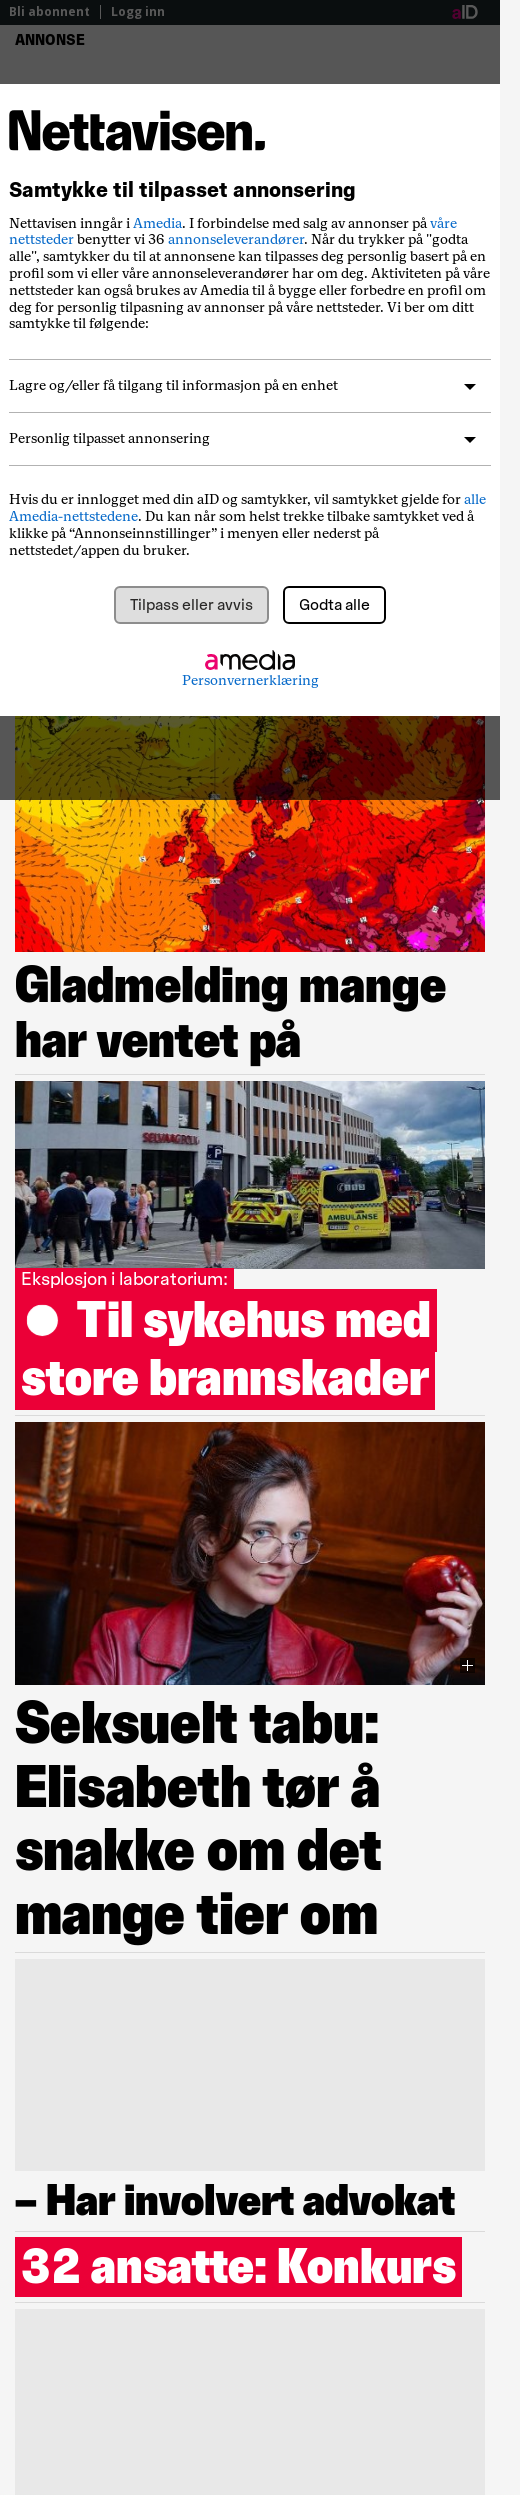 Bli abonnent | Logg inn
aID
ANNONSE
Nettavisen.
Samtykke til tilpasset annonsering
Nettavisen inngår i Amedia. I forbindelse med salg av annonser på våre
nettsteder benytter vi 36 annonseleverandører. Når du trykker på "godta
alle", samtykker du til at annonsene kan tilpasses deg personlig basert på en
profil som vi eller våre annonseleverandører har om deg. Aktiviteten på våre
nettsteder kan også brukes av Amedia til å bygge eller forbedre en profil om
deg for personlig tilpasning av annonser på våre nettsteder. Vi ber om ditt
samtykke til følgende:
Lagre og/eller få tilgang til informasjon på en enhet
Personlig tilpasset annonsering
Hvis du er innlogget med din aID og samtykker, vil samtykket gjelde for alle
Amedia-nettstedene. Du kan når som helst trekke tilbake samtykket ved å
klikke på “Annonseinnstillinger” i menyen eller nederst på
nettstedet/appen du bruker.
Tilpass eller avvis
Godta alle
amedia
Personvernerklæring
Gladmelding mange
har ventet på
SELVAAGBOLIG
P
113
AMBULANSE
Eksplosjon i laboratorium:
● Til sykehus med
store brannskader
Seksuelt tabu:
Elisabeth tør å
snakke om det
mange tier om
– Har involvert advokat
32 ansatte: Konkurs